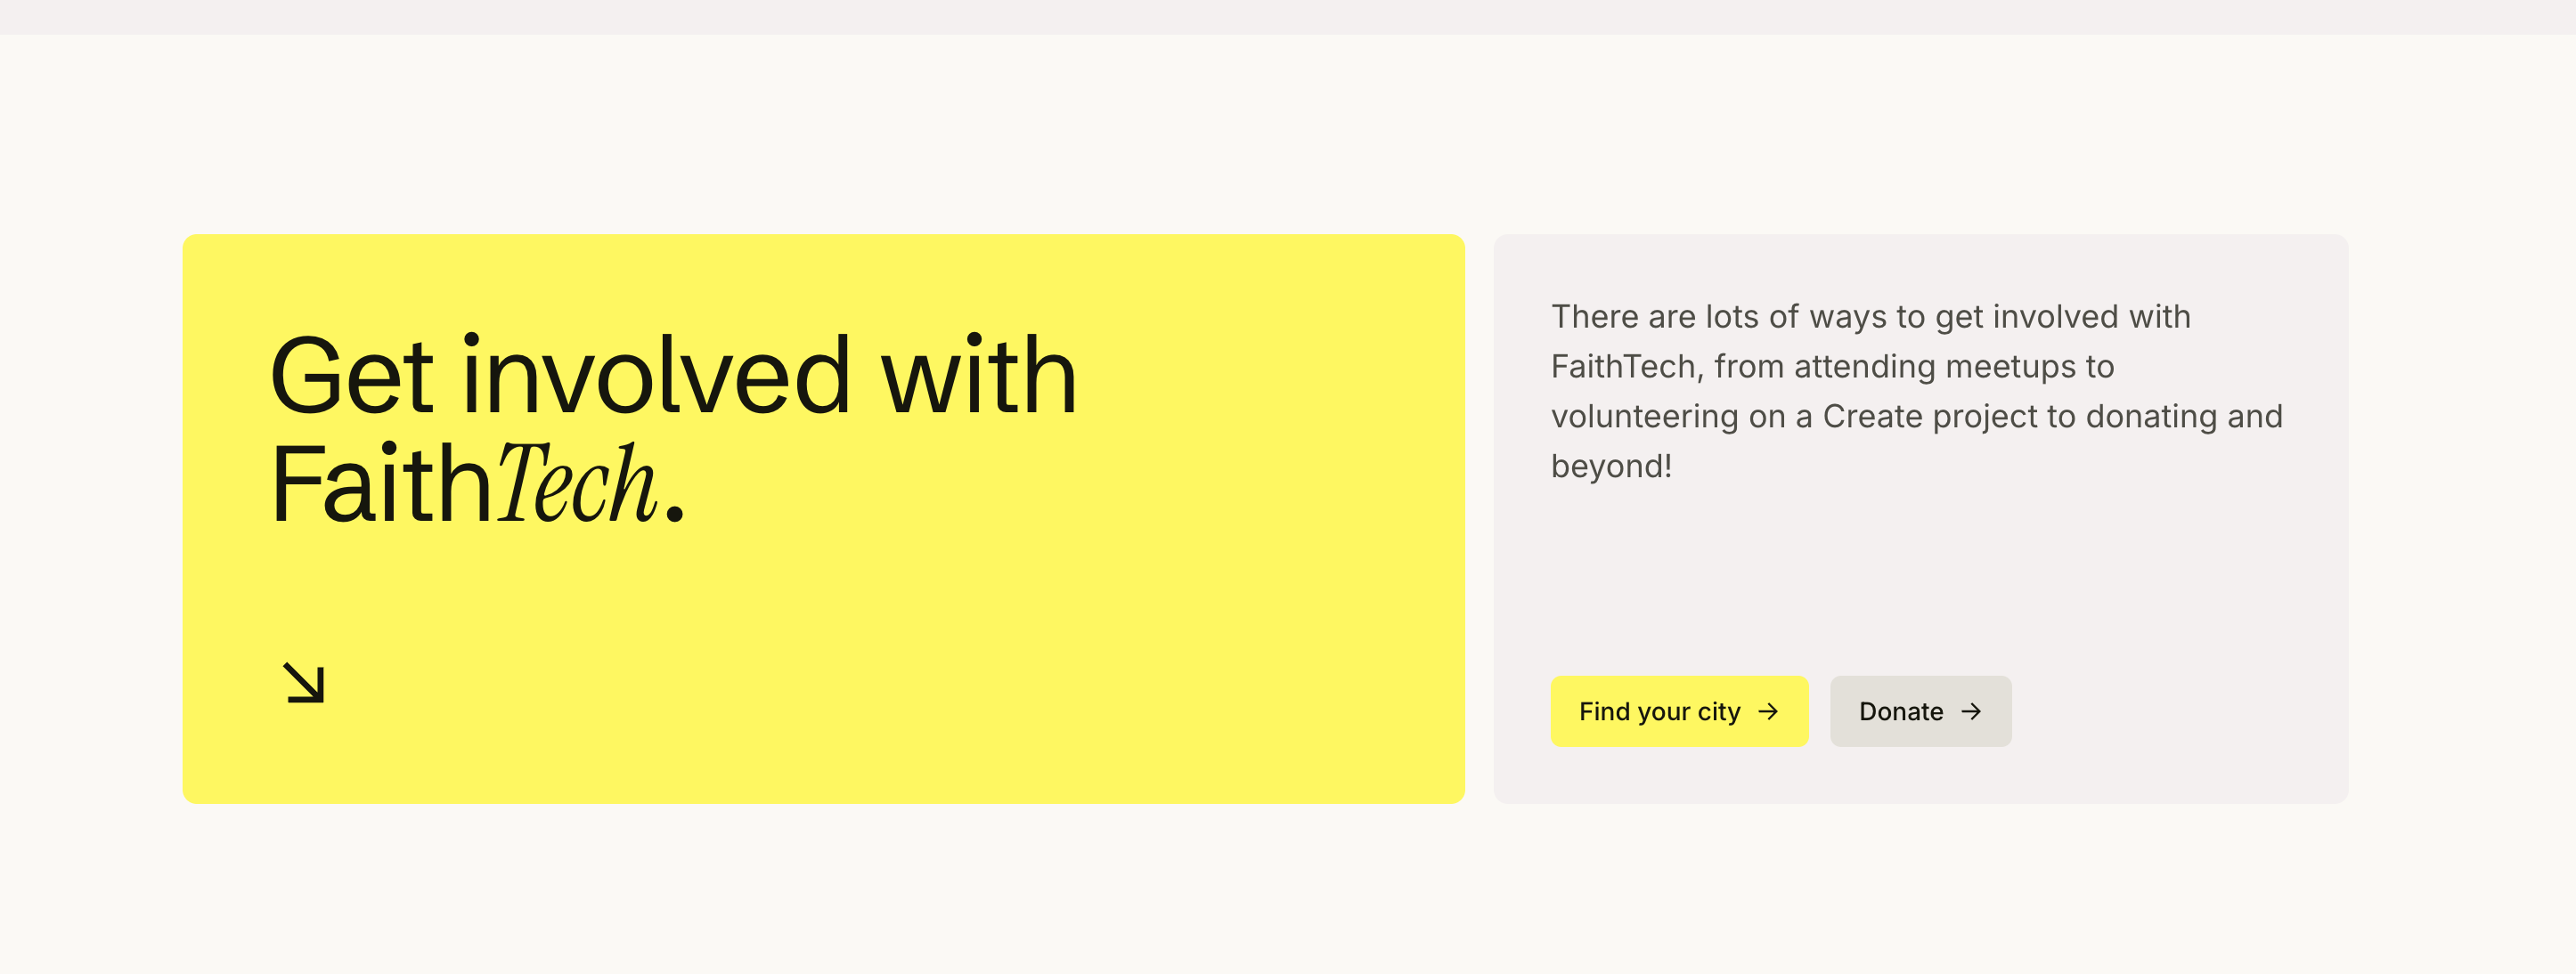 Get involved with
FaithTech.
There are lots of ways to get involved with
FaithTech, from attending meetups to
volunteering on a Create project to donating and
beyond!
Find your city →
Donate →